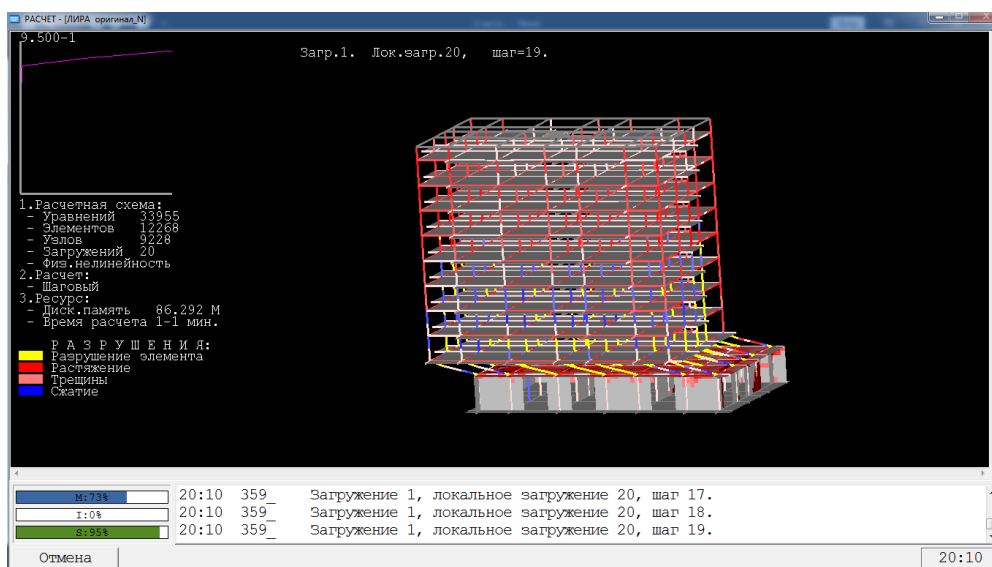 РАСЧЕТ - [ЛИРА оригинал_N]
9.500-1
Загр.1. Лок.загр.20, шаг=19.
1.Расчетная схема:
- Уравнений 33955
- Элементов 12268
- Узлов 9228
- Загружений 20
- Физ.нелинейность
2.Расчет:
- Шаговый
3.Ресурс:
- Диск.память 86.292 М
- Время расчета 1-1 мин.
Р А З Р У Ш Е Н И Я:
Разрушение элемента
Растяжение
Трещины
Сжатие
M:73%
I:0%
S:95%
20:10 359_ Загружение 1, локальное загружение 20, шаг 17.
20:10 359_ Загружение 1, локальное загружение 20, шаг 18.
20:10 359_ Загружение 1, локальное загружение 20, шаг 19.
Отмена
20:10